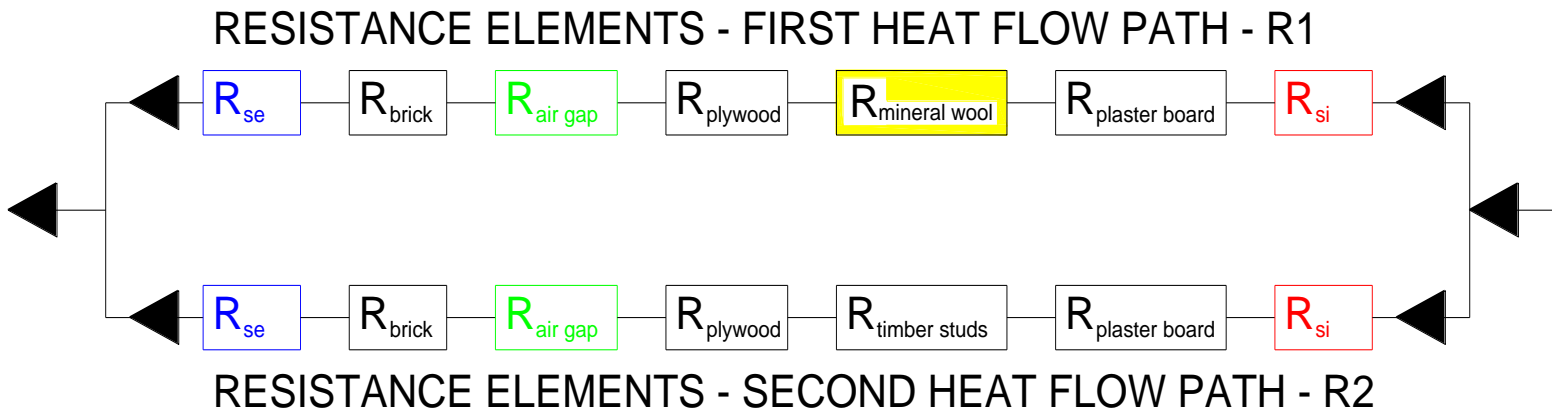 RESISTANCE ELEMENTS - FIRST HEAT FLOW PATH - R1
Rse Rbrick Rair gap Rplywood Rmineral wool Rplaster board Rsi
Rse Rbrick Rair gap Rplywood Rtimber studs Rplaster board Rsi
RESISTANCE ELEMENTS - SECOND HEAT FLOW PATH - R2